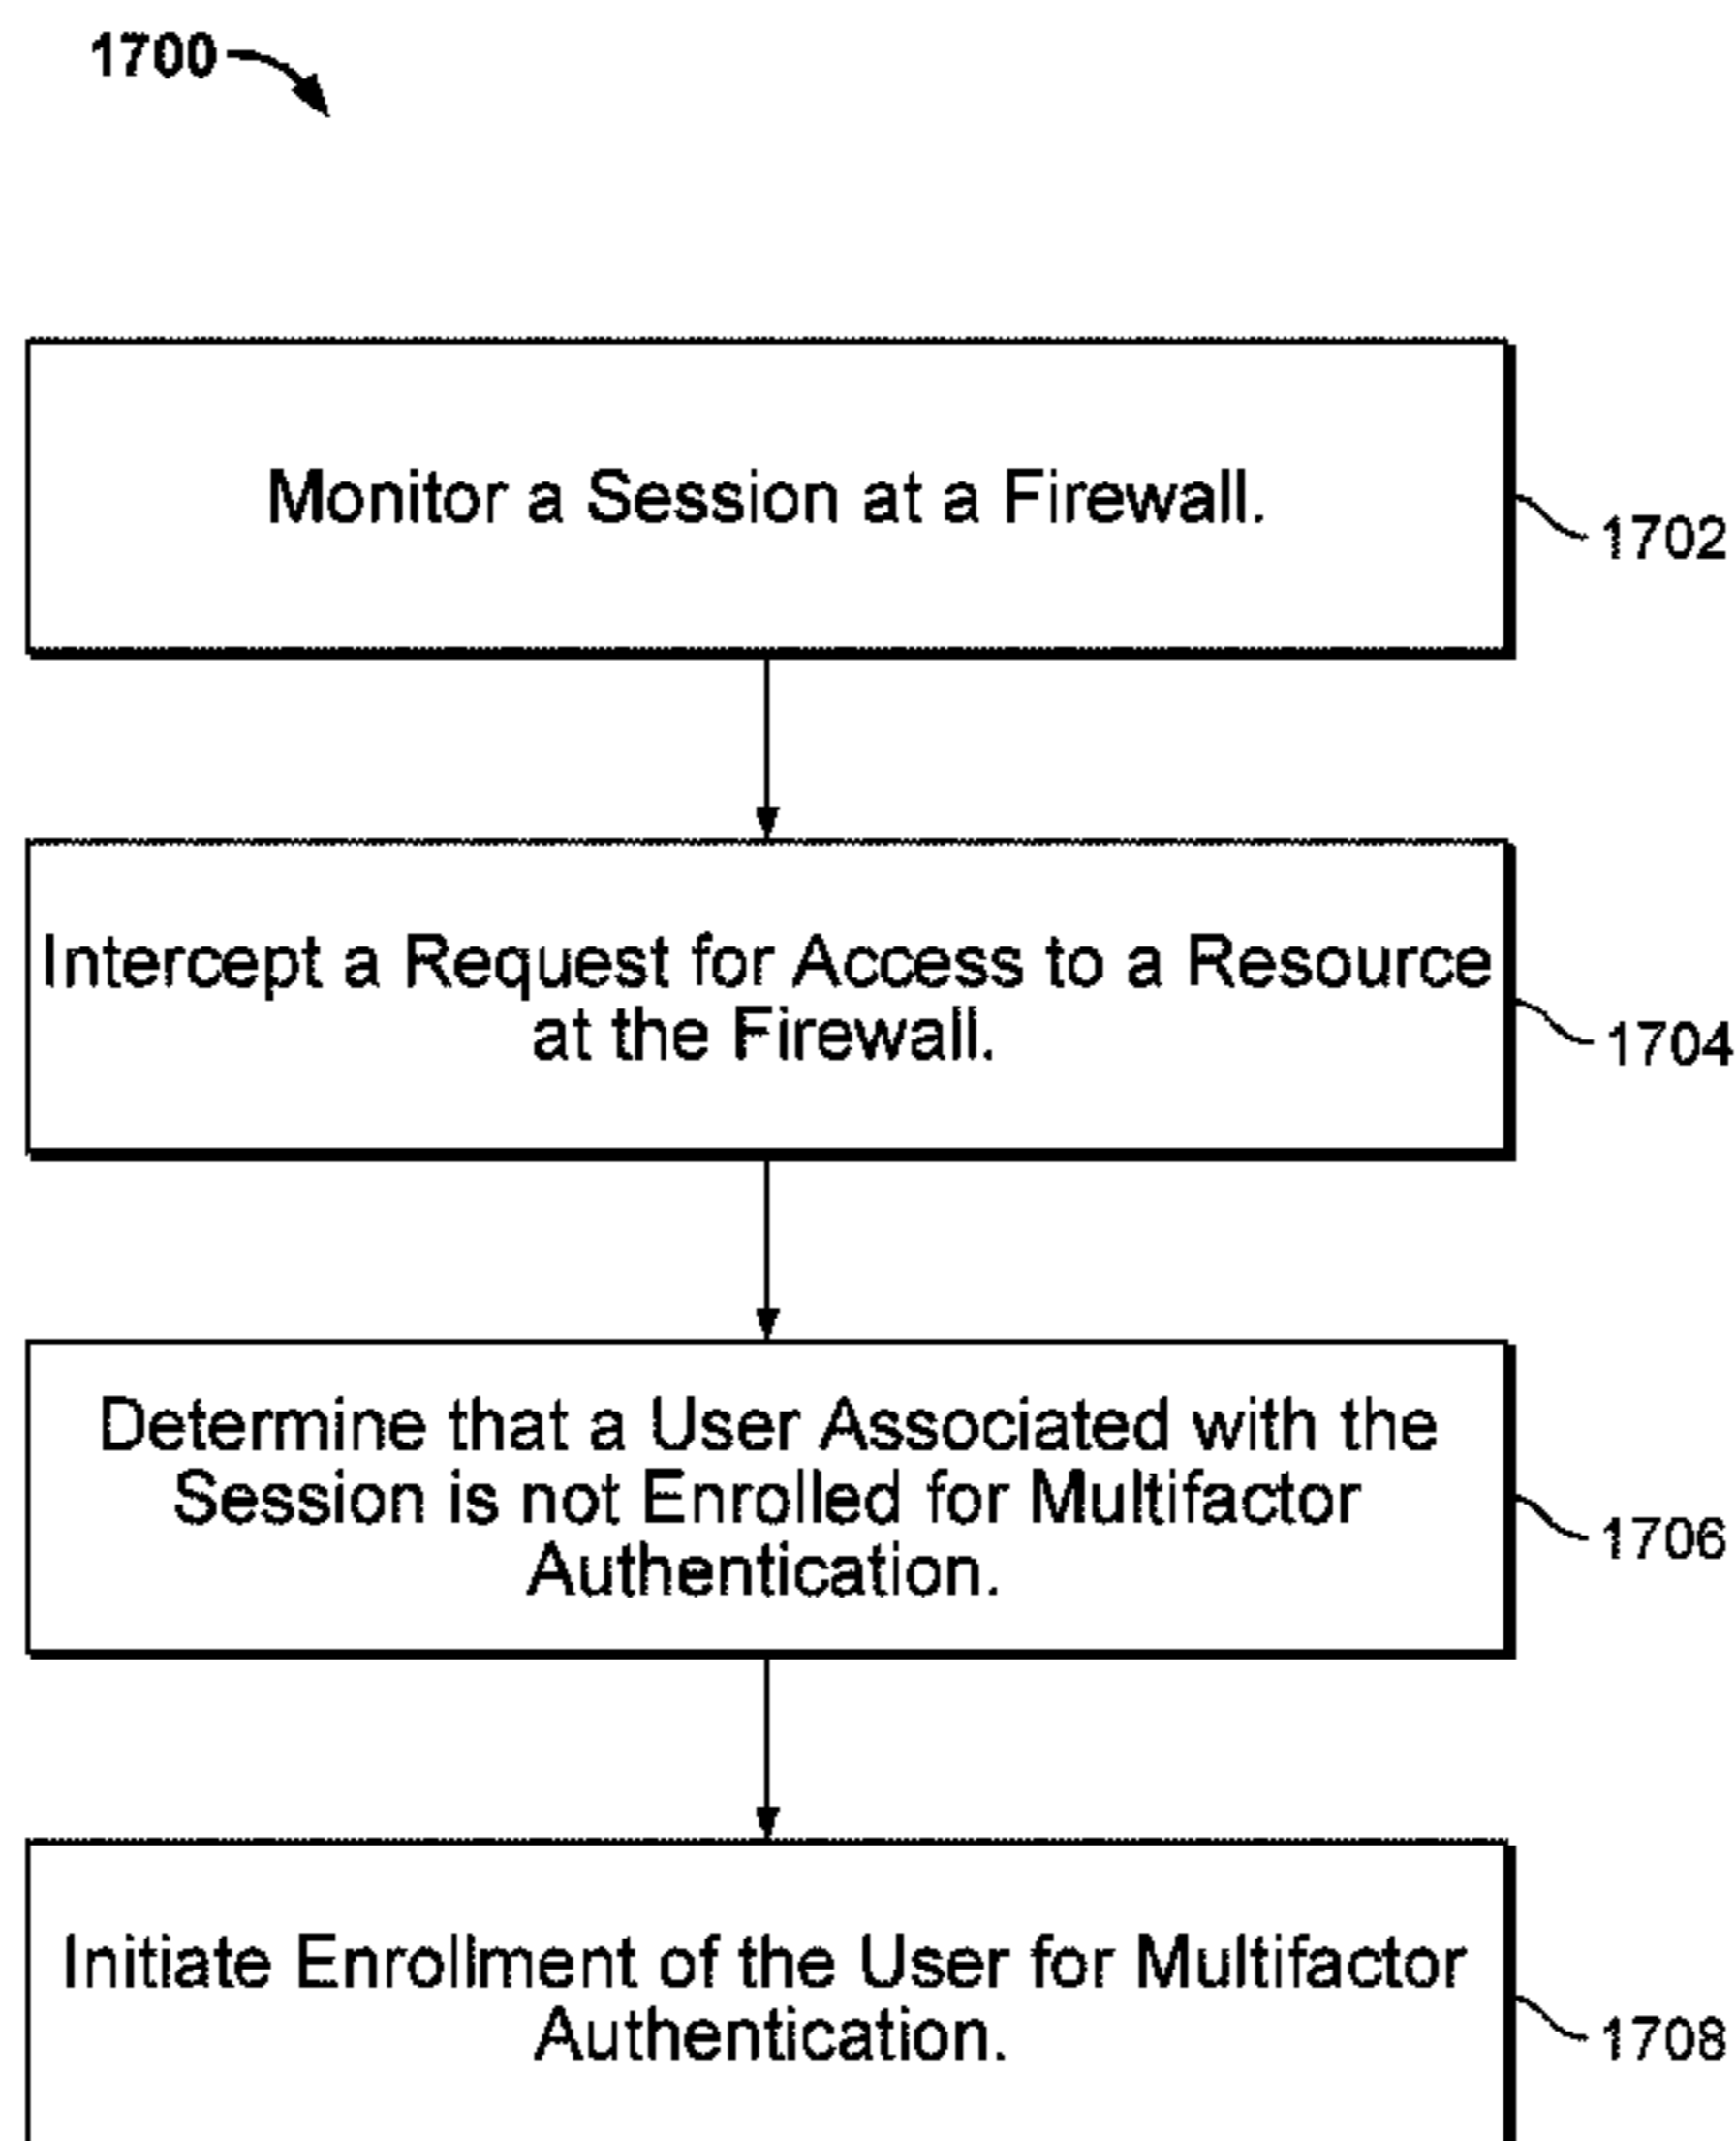 1700
Monitor a Session at a Firewall.
1702
Intercept a Request for Access to a Resource
at the Firewall.
1704
Determine that a User Associated with the
Session is not Enrolled for Multifactor
Authentication.
1706
Initiate Enrollment of the User for Multifactor
Authentication.
1708